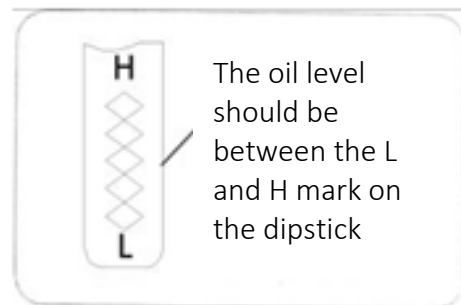 H
The oil level
should be
between the L
and H mark on
the dipstick
L